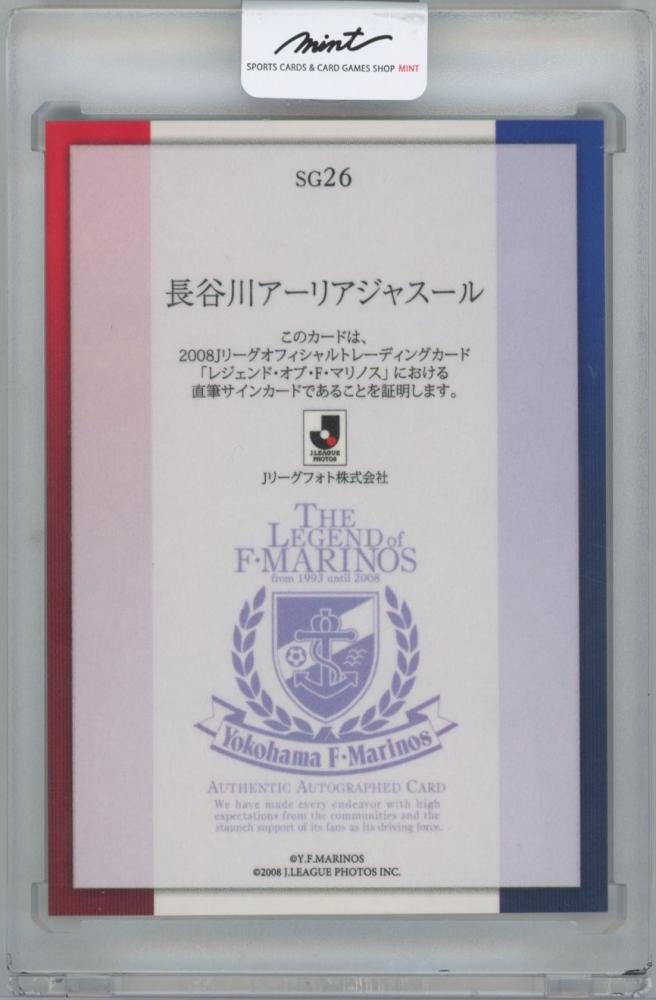 mint
SPORTS CARDS & CARD GAMES SHOP MINT
SG26
長谷川アーリアジャスール
このカードは、
2008Jリーグオフィシャルトレーディングカード
「レジェンド・オブ・F・マリノス」における
直筆サインカードであることを証明します。
J.LEAGUE
PHOTOS
Jリーグフォト株式会社
THE
LEGEND of
F・MARINOS
from 1993 until 2008
Yokohama F・Marinos
AUTHENTIC AUTOGRAPHED CARD
We have made every endeavor with high
expectations from the communities and the
staunch support of its fans as its driving force.
©Y.F.MARINOS
©2008 J.LEAGUE PHOTOS INC.